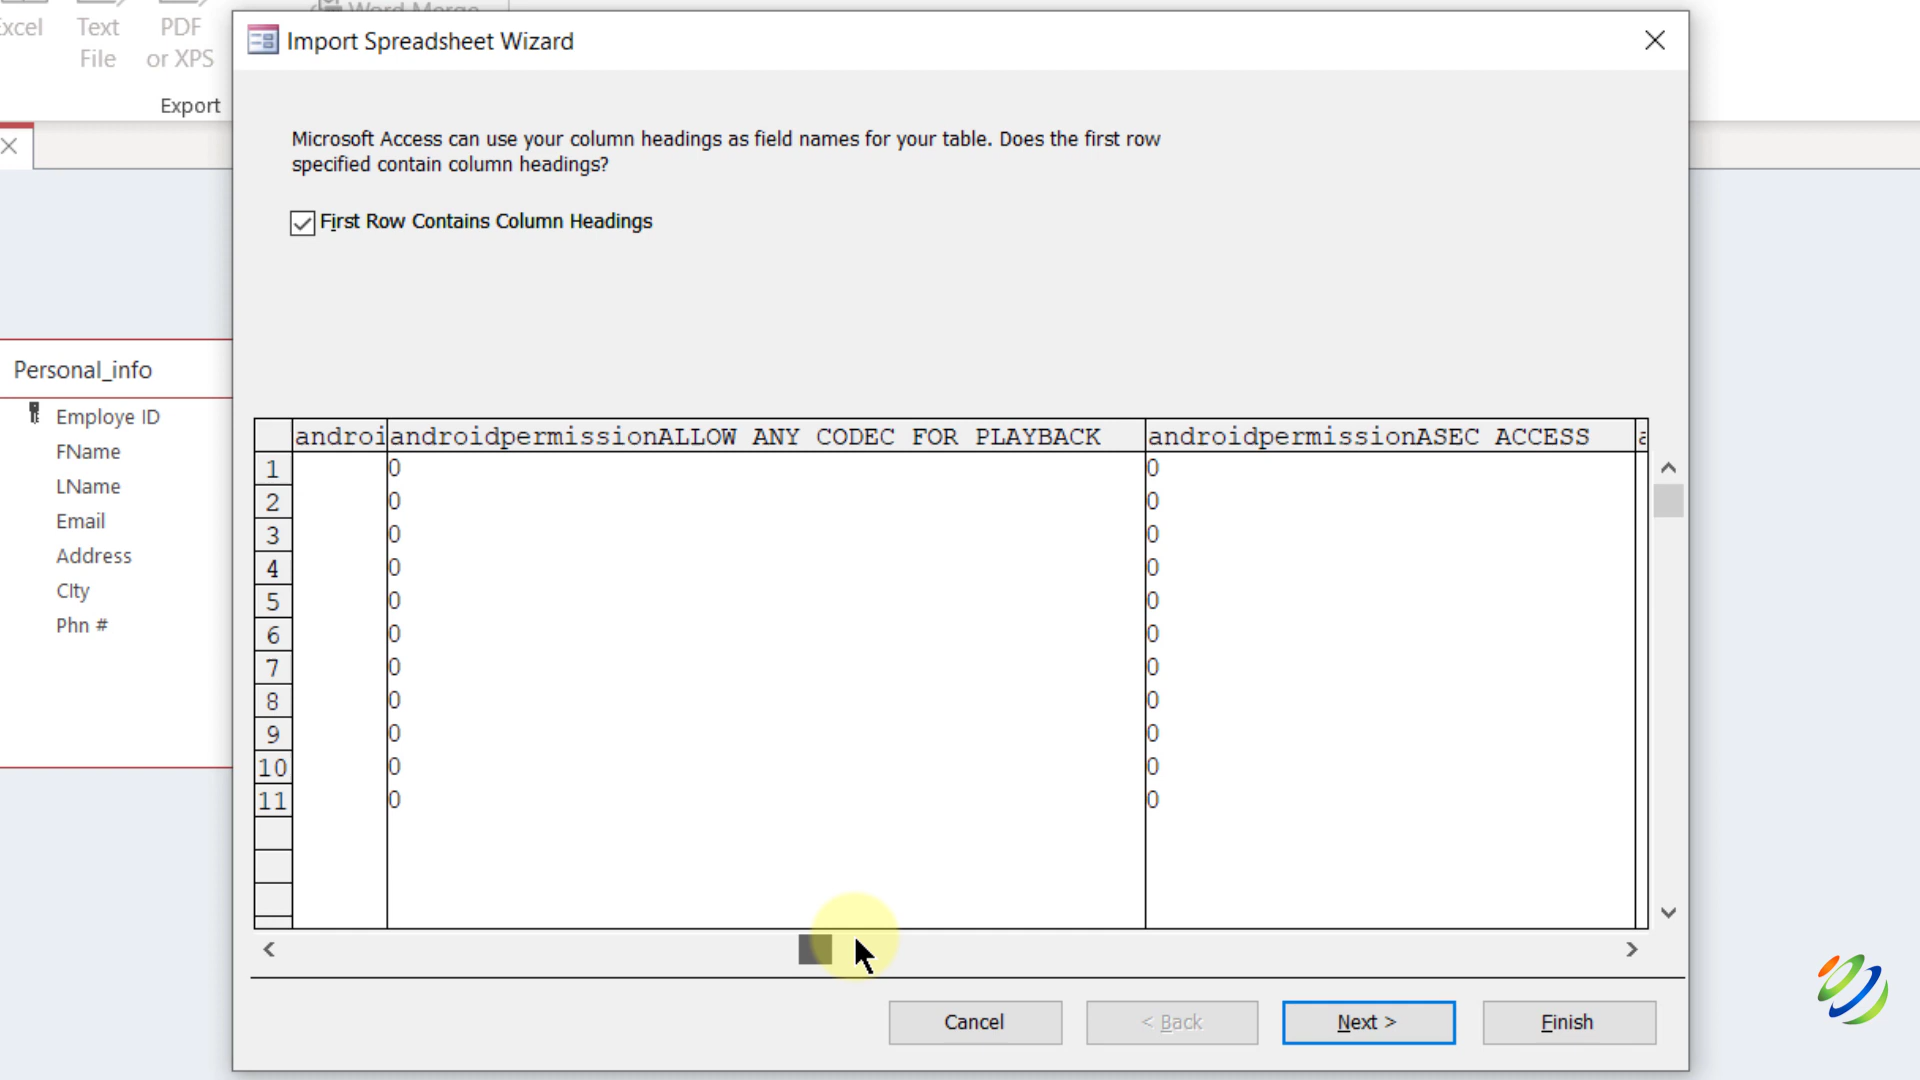 Excel
Text
File
PDF
or XPS
Word Merge
Export
Import Spreadsheet Wizard
Microsoft Access can use your column headings as field names for your table. Does the first row
specified contain column headings?
First Row Contains Column Headings
Personal_info
Employe ID
FName
LName
Email
Address
CIty
Phn #
androi androidpermissionALLOW ANY CODEC FOR PLAYBACK androidpermissionASEC ACCESS a
1 0 0
2 0 0
3 0 0
4 0 0
5 0 0
6 0 0
7 0 0
8 0 0
9 0 0
10 0 0
11 0 0
Cancel
< Back
Next >
Finish